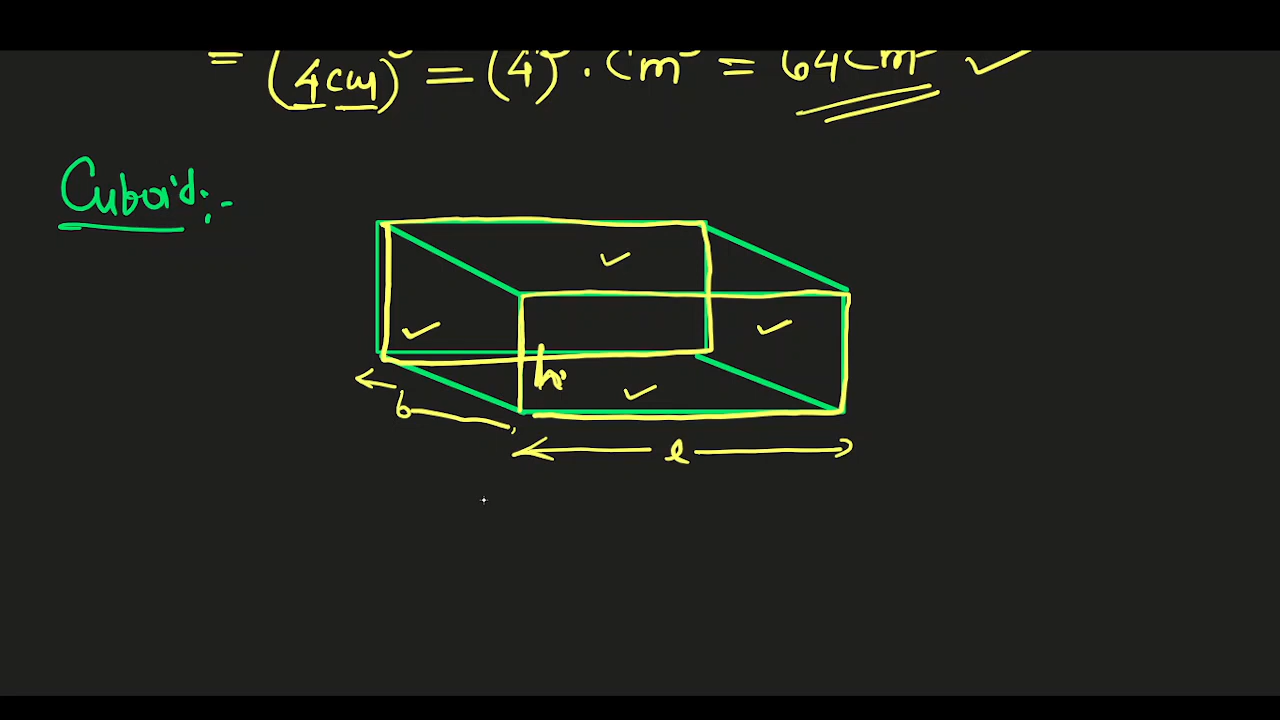 = (4cm)³ = (4)³ · cm³ = 64cm³ ✓
Cuboid:-
h
b
l